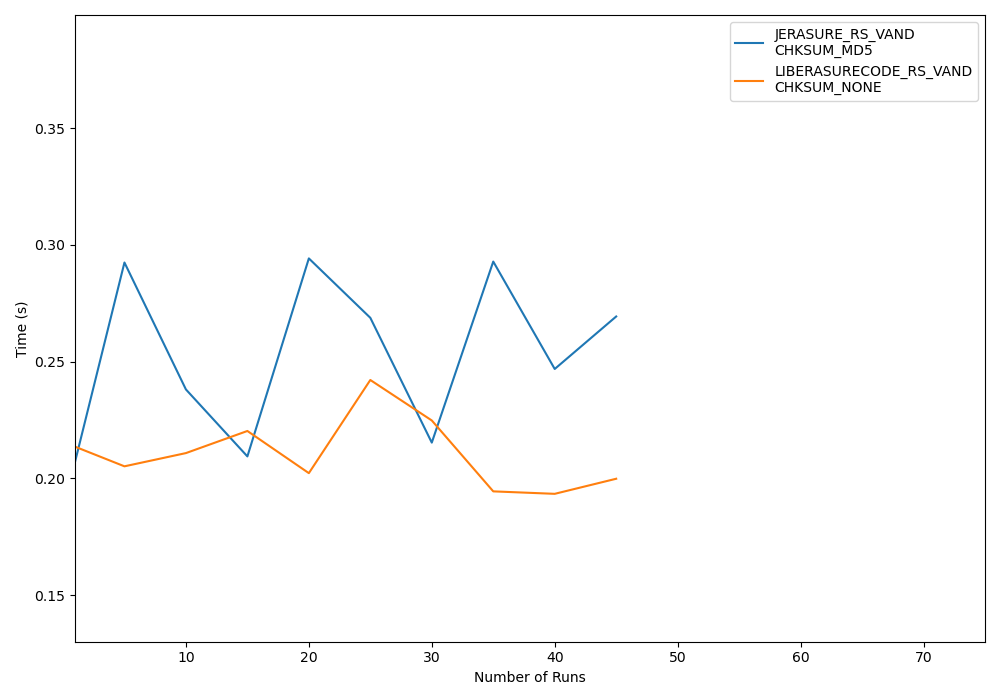 JERASURE_RS_VAND
CHKSUM_MD5
LIBERASURECODE_RS_VAND
CHKSUM_NONE
0.35
0.30
0.25
0.20
0.15
Time (s)
10 20 30 40 50 60 70
Number of Runs